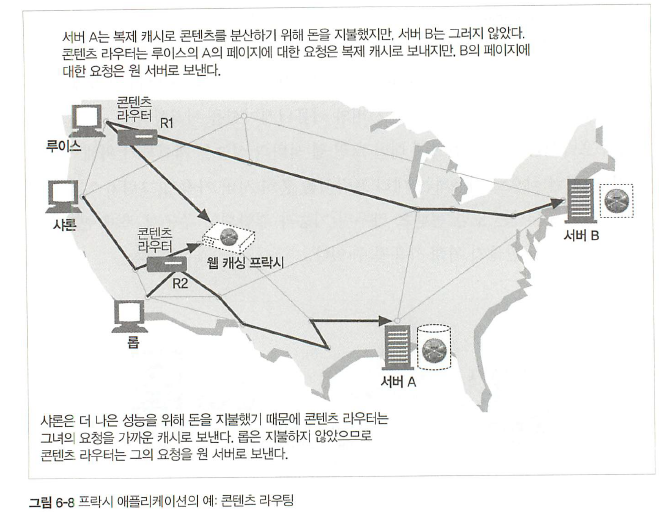 서버 A는 복제 캐시로 콘텐츠를 분산하기 위해 돈을 지불했지만, 서버 B는 그러지 않았다.
콘텐츠 라우터는 루이스의 A의 페이지에 대한 요청은 복제 캐시로 보내지만, B의 페이지에
대한 요청은 원 서버로 보낸다.
콘텐츠
라우터
R1
루이스
샤론
콘텐츠
라우터
웹 캐싱 프락시
서버 B
R2
롭
서버 A
샤론은 더 나은 성능을 위해 돈을 지불했기 때문에 콘텐츠 라우터는
그녀의 요청을 가까운 캐시로 보낸다. 롭은 지불하지 않았으므로
콘텐츠 라우터는 그의 요청을 원 서버로 보낸다.
그림 6-8 프락시 애플리케이션의 예: 콘텐츠 라우팅